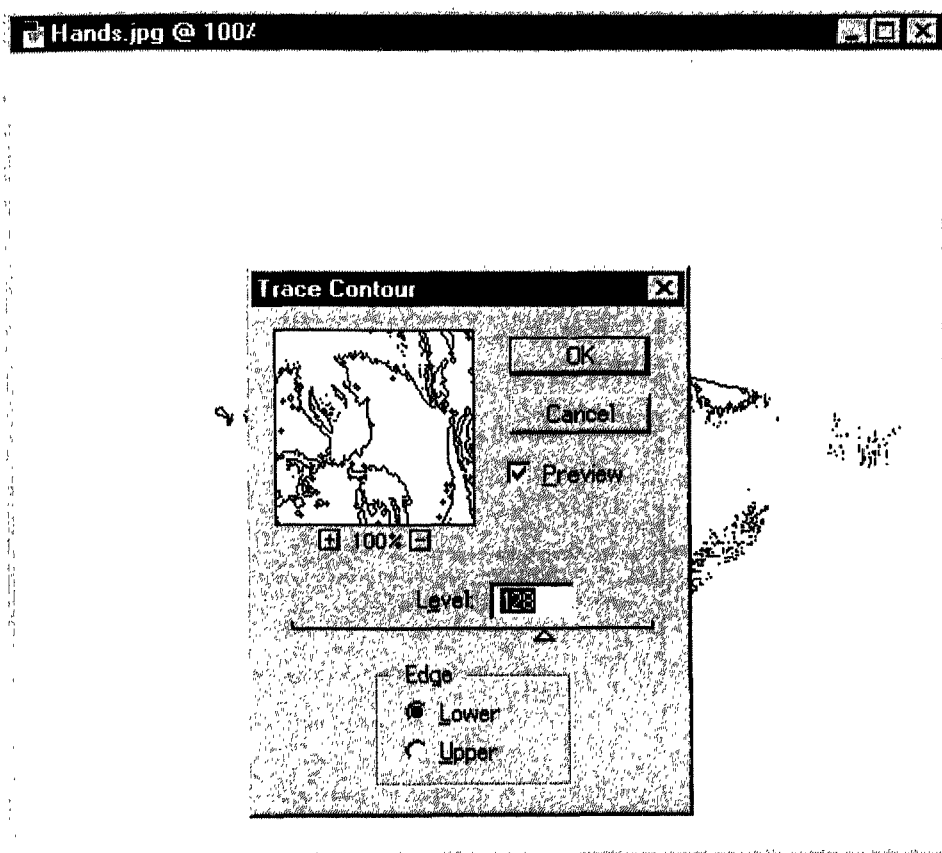 Hands.jpg @ 100%
Trace Contour
OK
Cancel
Preview
100%
Level: 128
Edge
Lower
Upper